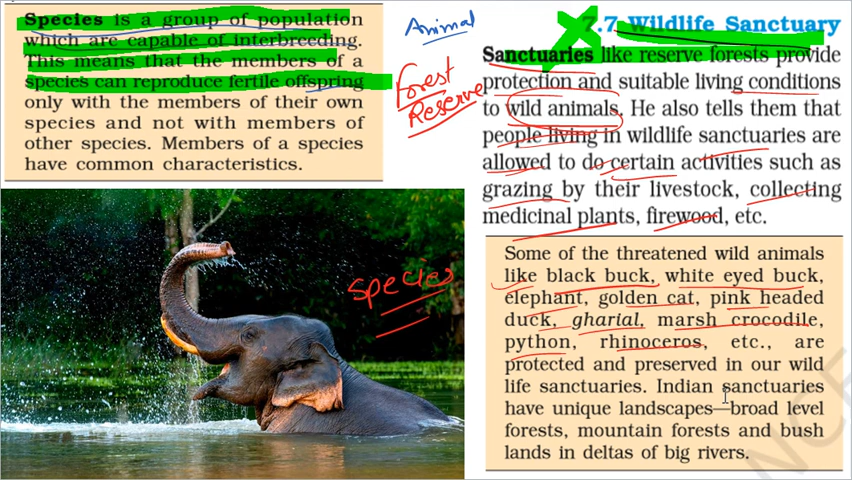 Species is a group of population
which are capable of interbreeding.
This means that the members of a
species can reproduce fertile offspring
only with the members of their own
species and not with members of
other species. Members of a species
have common characteristics.
Animal
Forest
Reserve
species
7.7 Wildlife Sanctuary
Sanctuaries like reserve forests provide
protection and suitable living conditions
to wild animals. He also tells them that
people living in wildlife sanctuaries are
allowed to do certain activities such as
grazing by their livestock, collecting
medicinal plants, firewood, etc.
Some of the threatened wild animals
like black buck, white eyed buck,
elephant, golden cat, pink headed
duck, gharial, marsh crocodile,
python, rhinoceros, etc., are
protected and preserved in our wild
life sanctuaries. Indian sanctuaries
have unique landscapes—broad level
forests, mountain forests and bush
lands in deltas of big rivers.